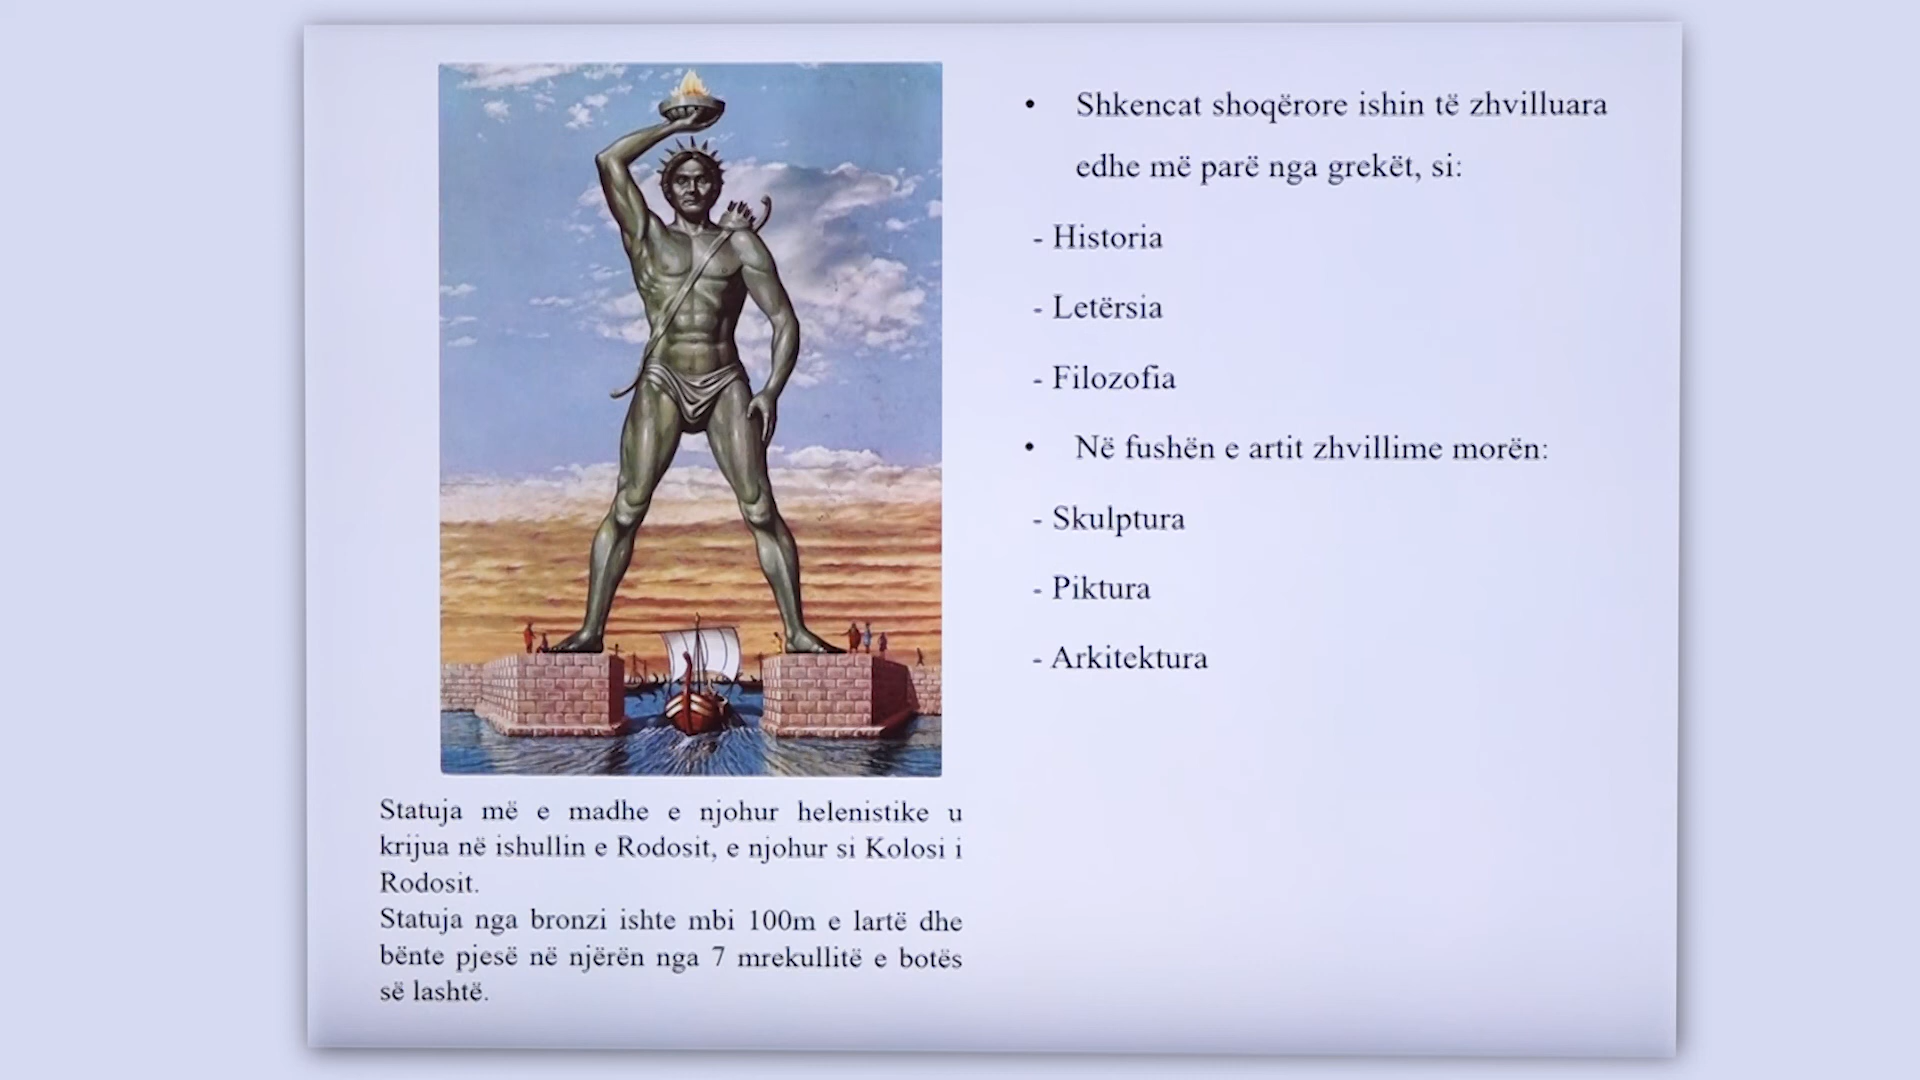 Statuja më e madhe e njohur helenistike u
krijua në ishullin e Rodosit, e njohur si Kolosi i
Rodosit.
Statuja nga bronzi ishte mbi 100m e lartë dhe
bënte pjesë në njërën nga 7 mrekullitë e botës
së lashtë.
• Shkencat shoqërore ishin të zhvilluara
edhe më parë nga grekët, si:
- Historia
- Letërsia
- Filozofia
• Në fushën e artit zhvillime morën:
- Skulptura
- Piktura
- Arkitektura